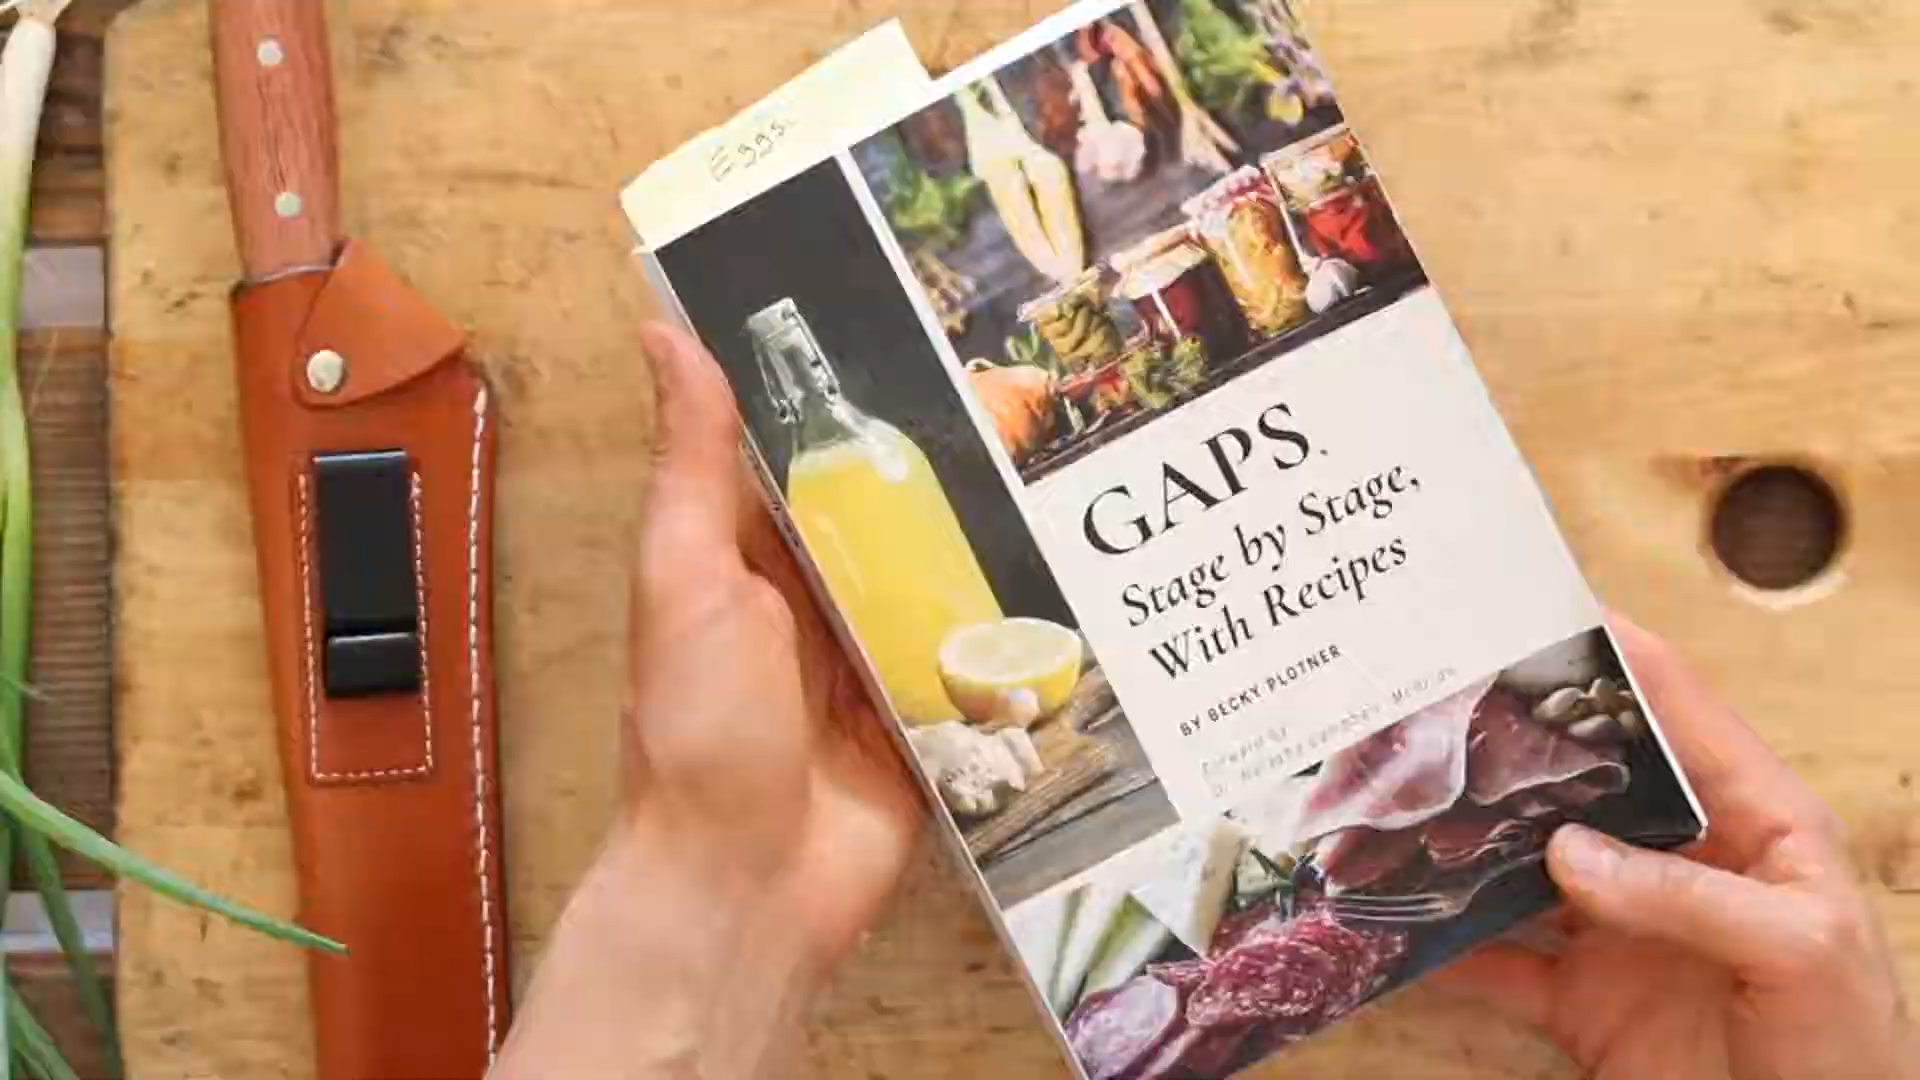 Eggs.
GAPS,
Stage by Stage,
With Recipes
BY BECKY PLOTNER